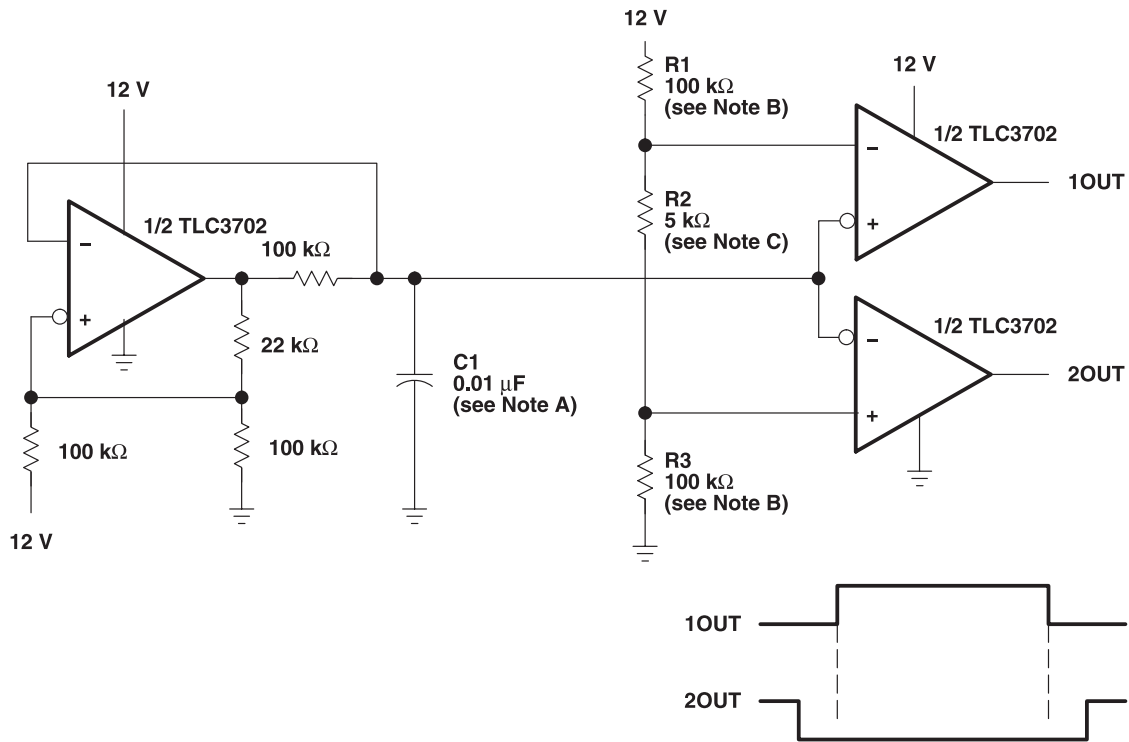 12 V
1/2 TLC3702
−
+
100 kΩ
22 kΩ
100 kΩ
100 kΩ
12 V
C1
0.01 μF
(see Note A)
12 V
R1
100 kΩ
(see Note B)
R2
5 kΩ
(see Note C)
R3
100 kΩ
(see Note B)
12 V
1/2 TLC3702
−
+
1OUT
1/2 TLC3702
−
+
2OUT
1OUT
2OUT